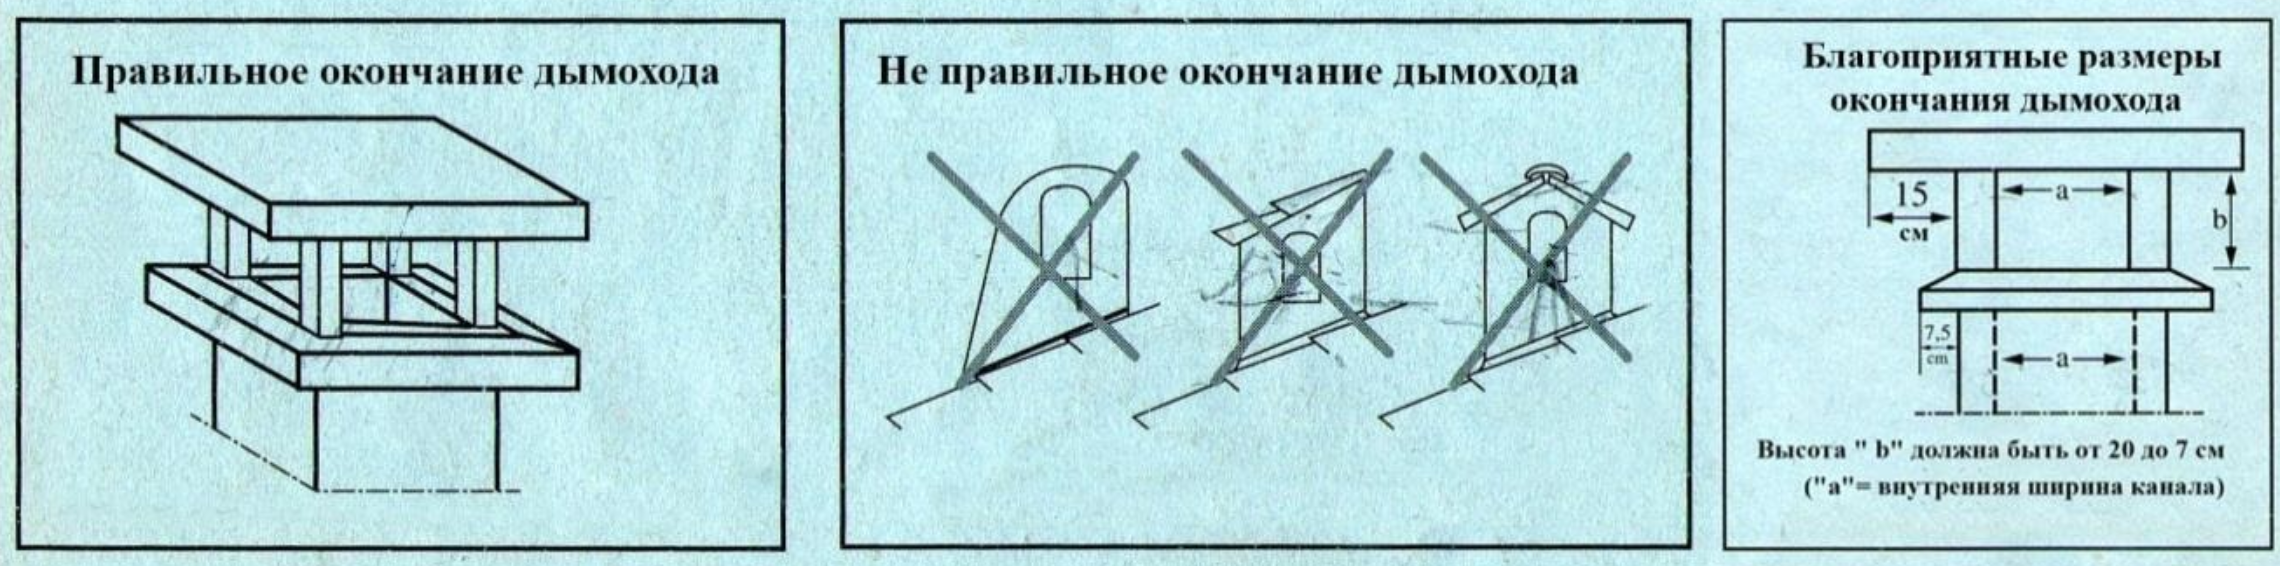 Правильное окончание дымохода
Не правильное окончание дымохода
Благоприятные размеры
окончания дымохода
15
см
a
b
7,5
cm
a
Высота " b" должна быть от 20 до 7 см
("а"= внутренняя ширина канала)